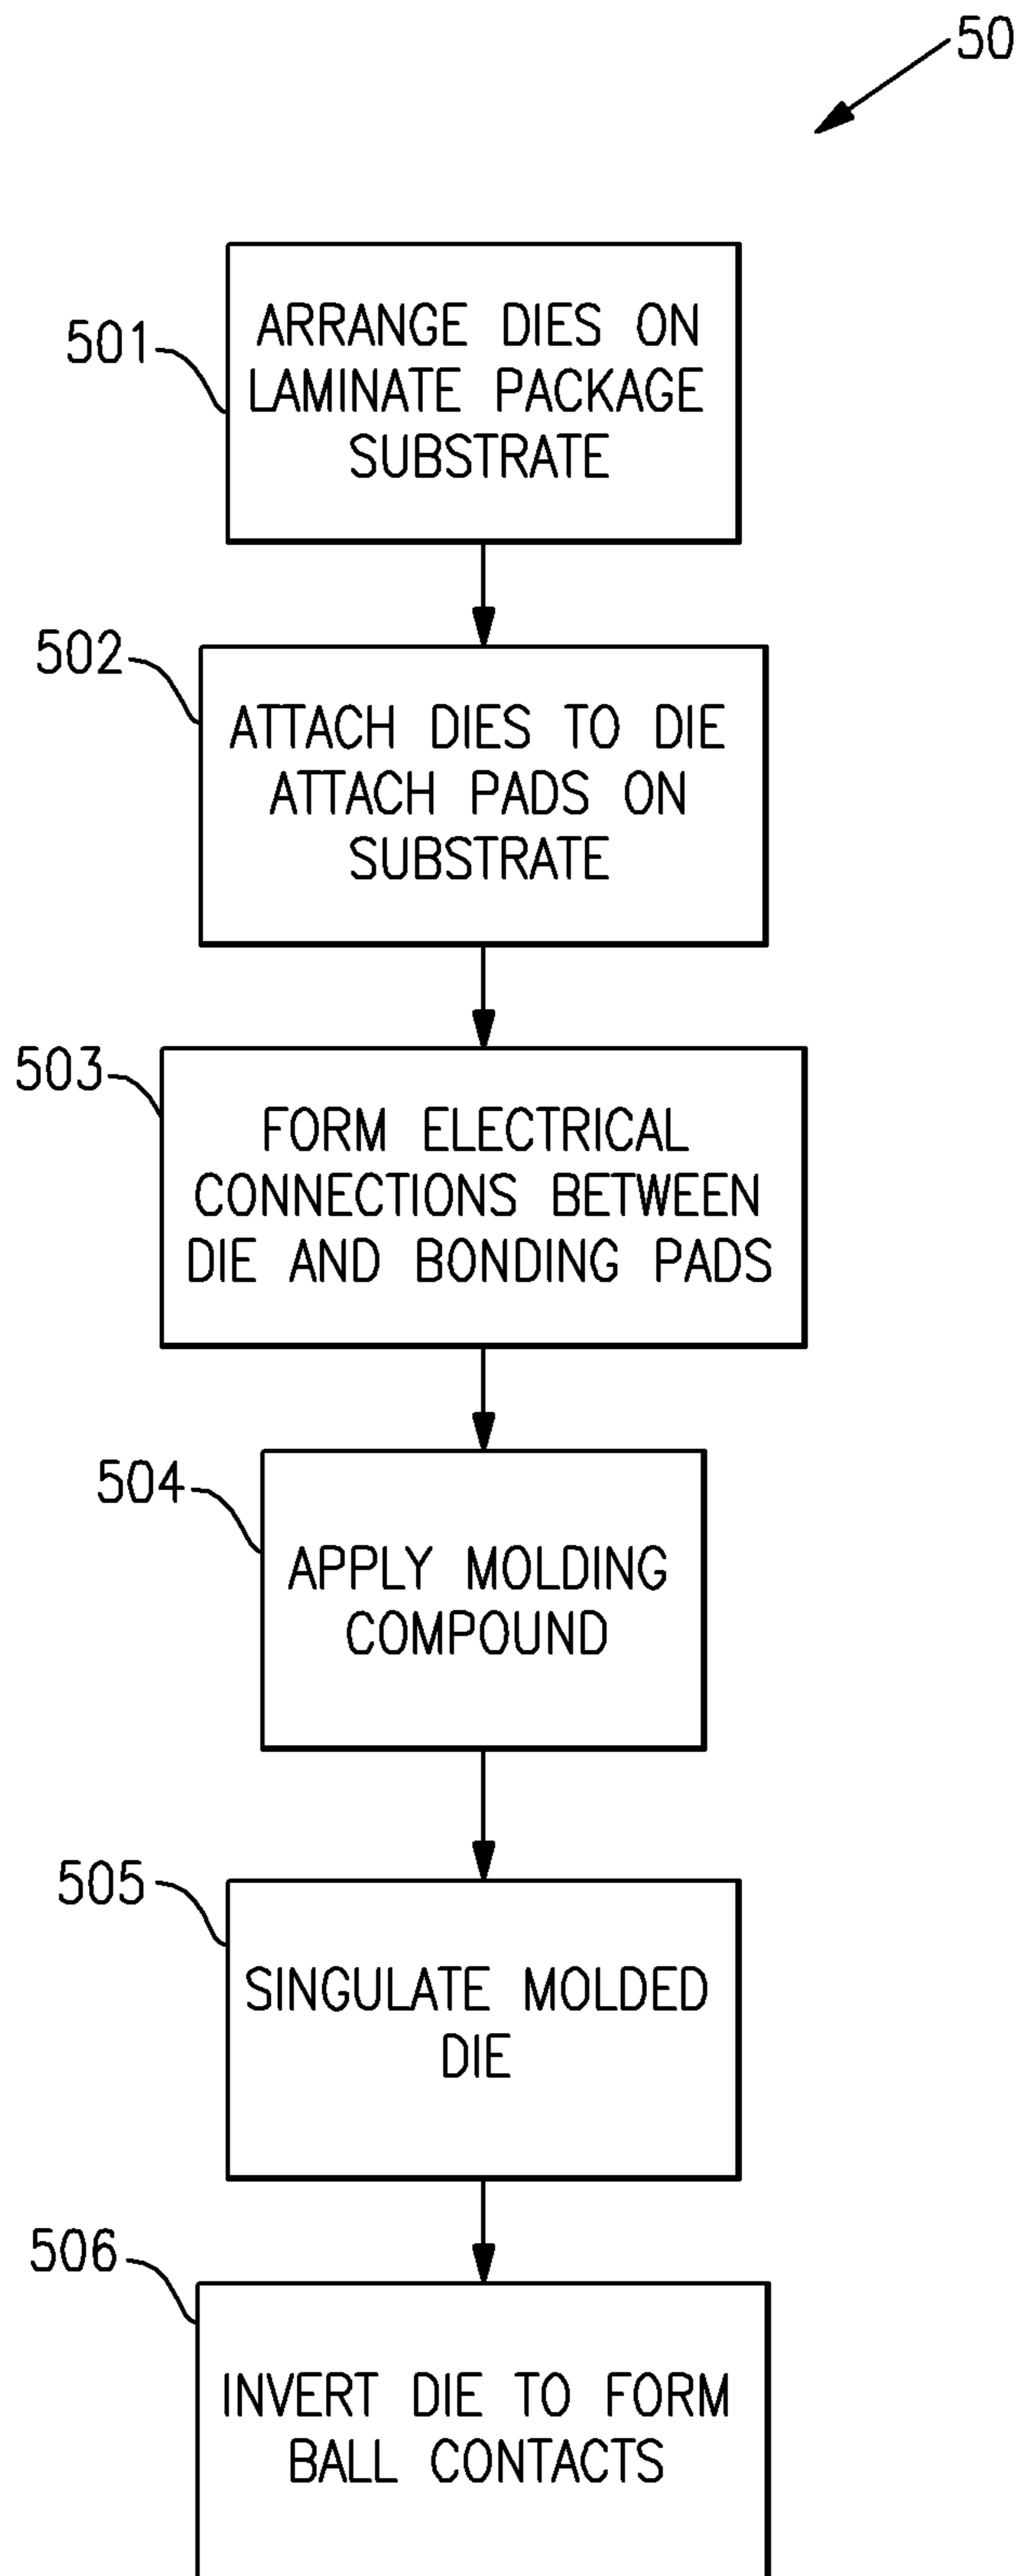 50
501
ARRANGE DIES ON
LAMINATE PACKAGE
SUBSTRATE
502
ATTACH DIES TO DIE
ATTACH PADS ON
SUBSTRATE
503
FORM ELECTRICAL
CONNECTIONS BETWEEN
DIE AND BONDING PADS
504
APPLY MOLDING
COMPOUND
505
SINGULATE MOLDED
DIE
506
INVERT DIE TO FORM
BALL CONTACTS